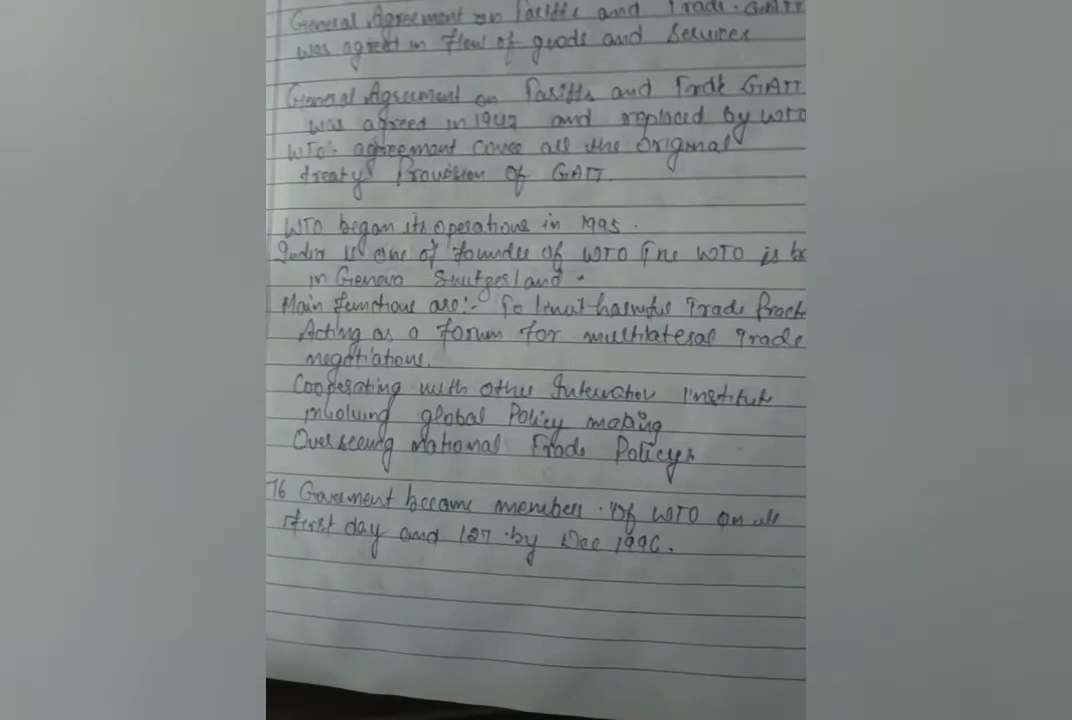 General Agreement on Tariffs and Trade. GATT
was agreed in flow of goods and Services
General Agreement on Tariffs and Trade GATT
was agreed in 1947 and replaced by WTO
WTO:- agreement cover all the original
treaty Provision of GATT.
WTO began its operations in 1995.
India is one of founder of WTO The WTO is
in Geneva Switzerland.
Main functions are:- To limit harmful Trade
Acting as a forum for multilateral Trade
negotiations.
Cooperating with other Internation Institut
involving global Policy making
Overseeing National Trade Policy
76 Government become members of WTO on
first day and 127 by Dec 1996.